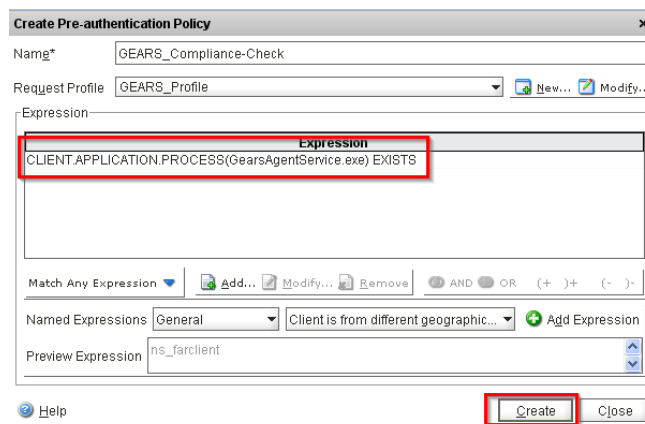 Create Pre-authentication Policy ×
Name* GEARS_Compliance-Check
Request Profile GEARS_Profile New... Modify..
Expression
Expression
CLIENT.APPLICATION.PROCESS(GearsAgentService.exe) EXISTS
Match Any Expression Add... Modify... Remove AND OR (+ )+ (- )-
Named Expressions General Client is from different geographic... Add Expression
Preview Expression ns_farclient
Help Create Close